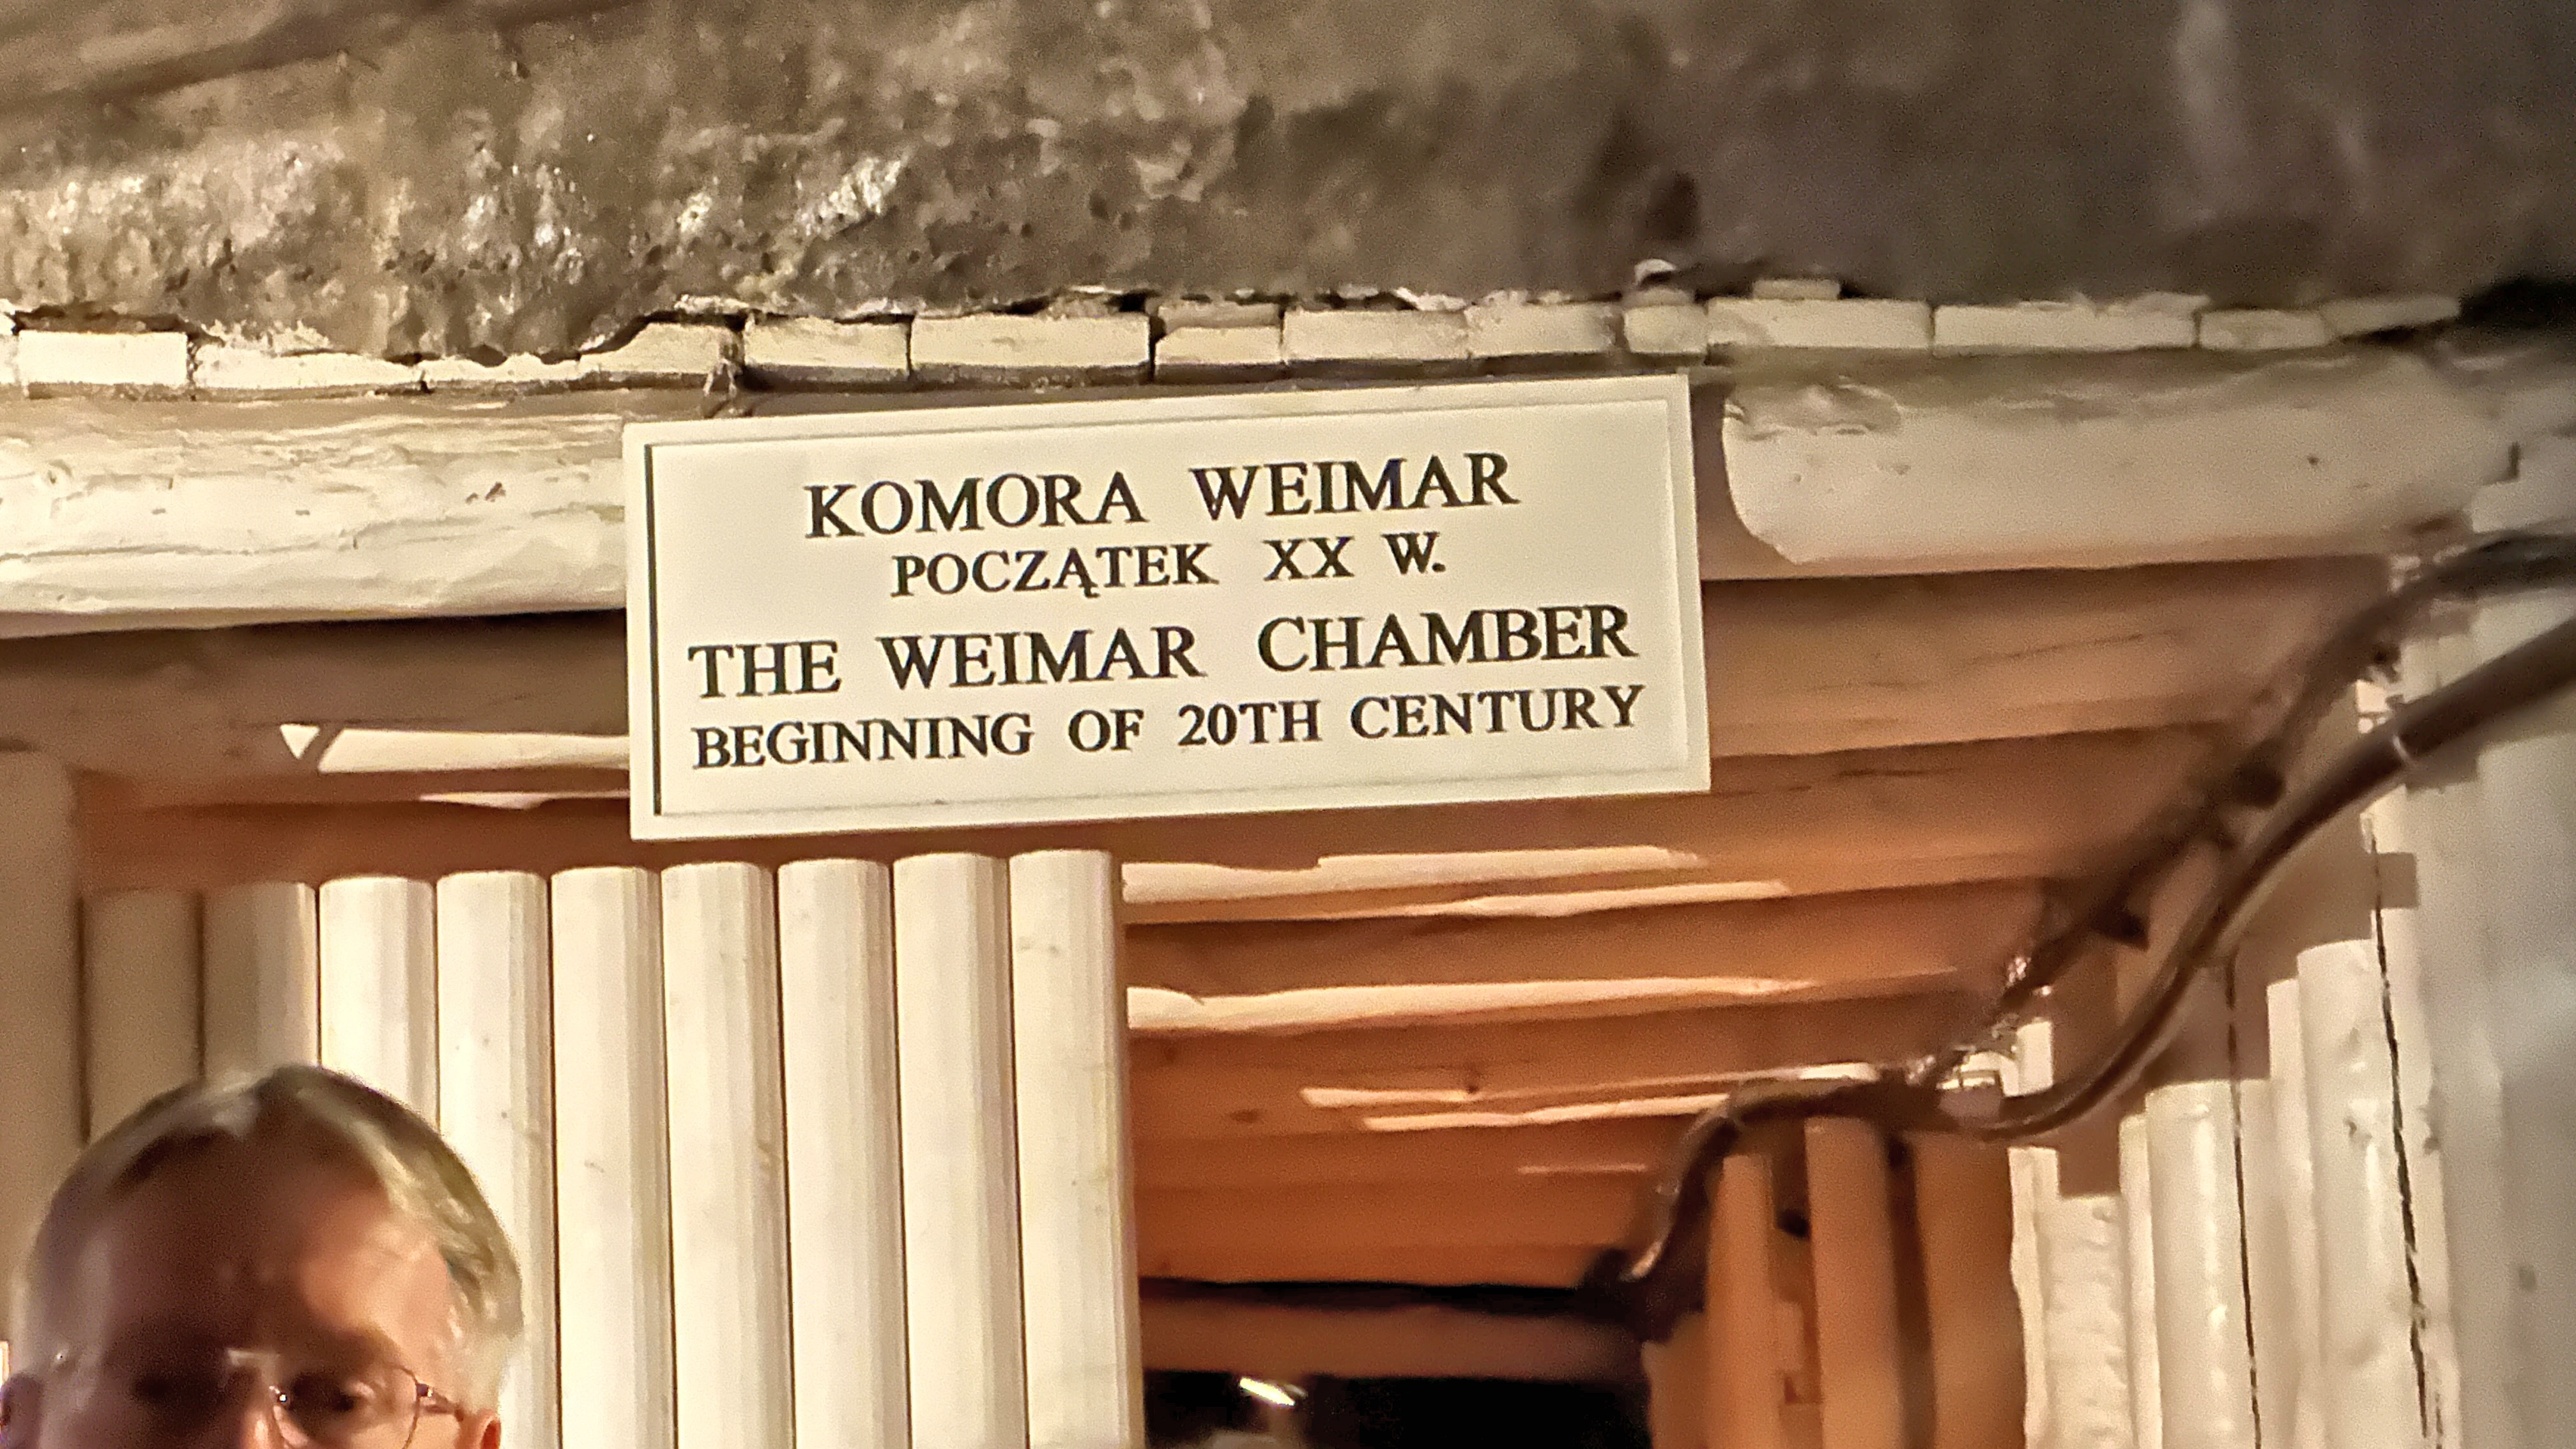 KOMORA WEIMAR
POCZĄTEK XX W.
THE WEIMAR CHAMBER
BEGINNING OF 20TH CENTURY